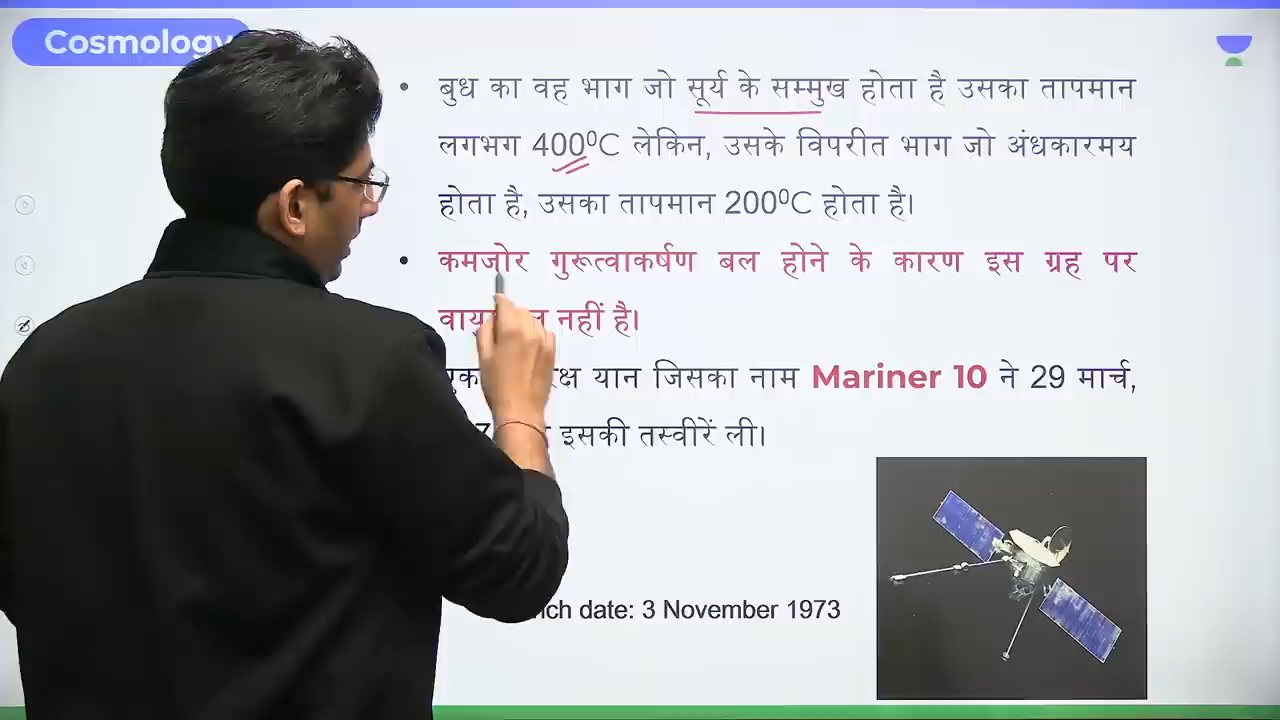 Cosmology
बुध का वह भाग जो सूर्य के सम्मुख होता है उसका तापमान
लगभग 400⁰C लेकिन, उसके विपरीत भाग जो अंधकारमय
होता है, उसका तापमान 200⁰C होता है।
कमजोर गुरूत्वाकर्षण बल होने के कारण इस ग्रह पर
नहीं है।
यान जिसका नाम Mariner 10 ने 29 मार्च,
इसकी तस्वीरें ली।
date: 3 November 1973